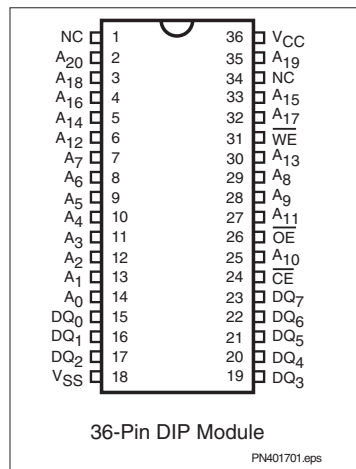 NC 1 36 VCC
A20 2 35 A19
A18 3 34 NC
A16 4 33 A15
A14 5 32 A17
A12 6 31 W̅E̅
A7 7 30 A13
A6 8 29 A8
A5 9 28 A9
A4 10 27 A11
A3 11 26 O̅E̅
A2 12 25 A10
A1 13 24 C̅E̅
A0 14 23 DQ7
DQ0 15 22 DQ6
DQ1 16 21 DQ5
DQ2 17 20 DQ4
VSS 18 19 DQ3
36-Pin DIP Module
PN401701.eps